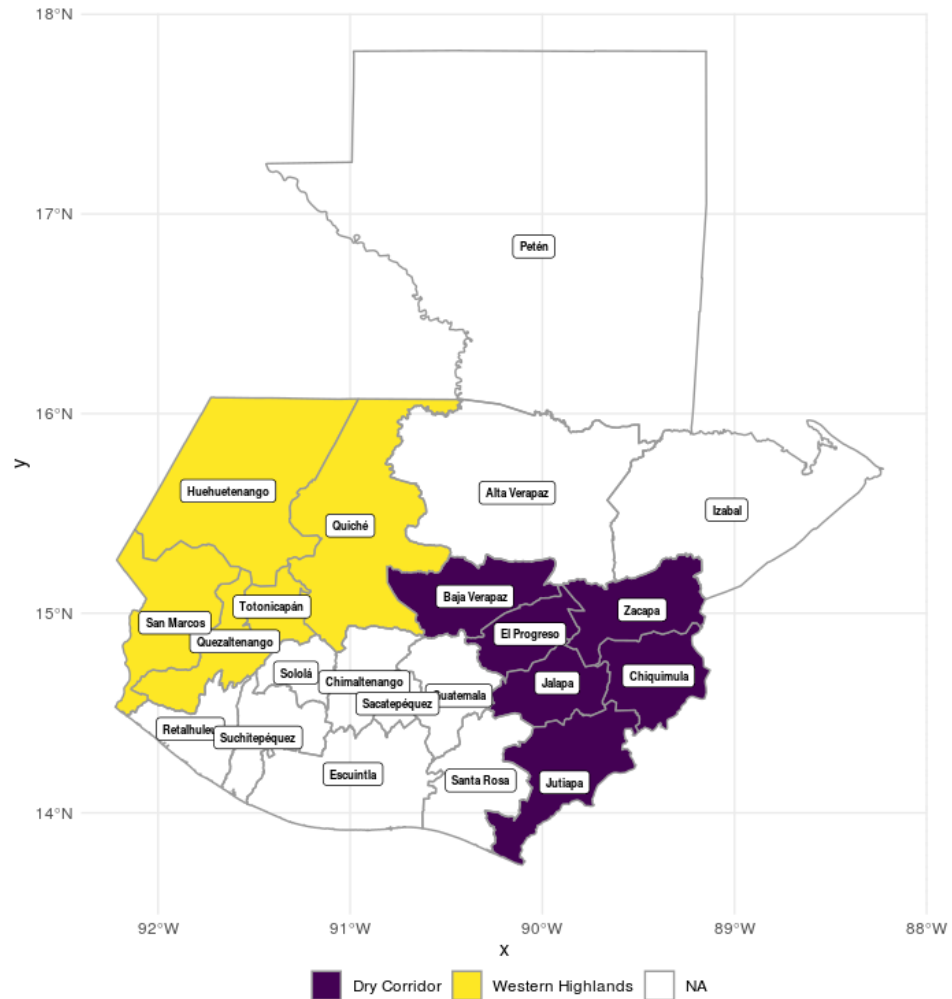 18°N
17°N
Petén
16°N
Huehuetenango
Alta Verapaz
Izabal
Quiché
y
15°N
Baja Verapaz
Totonicapán
Zacapa
San Marcos
El Progreso
Quezaltenango
Sololá
Chiquimula
Chimaltenango
Jalapa
Guatemala
Sacatepéquez
Retalhuleu
Suchitepéquez
Escuintla
Santa Rosa
Jutiapa
14°N
92°W 91°W 90°W 89°W 88°W
x
Dry Corridor Western Highlands NA